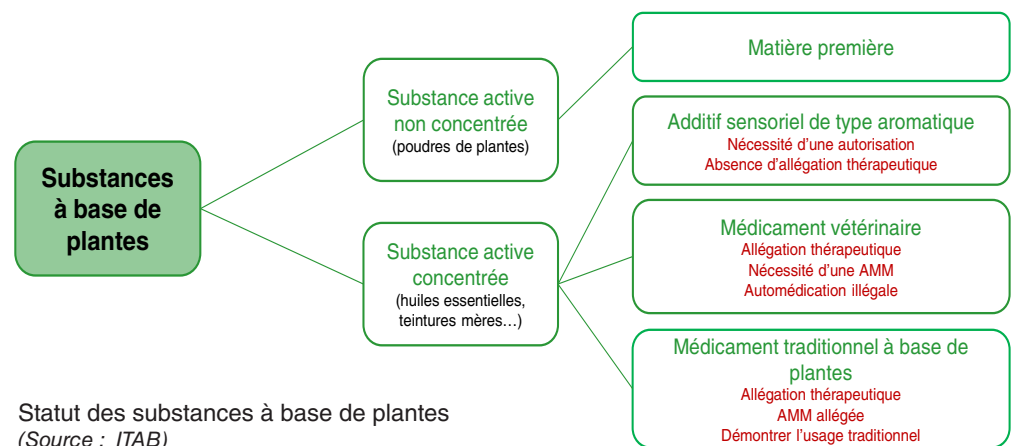 Substances
à base de
plantes
Substance active
non concentrée
(poudres de plantes)
Substance active
concentrée
(huiles essentielles,
teintures mères…)
Matière première
Additif sensoriel de type aromatique
Nécessité d'une autorisation
Absence d'allégation thérapeutique
Médicament vétérinaire
Allégation thérapeutique
Nécessité d'une AMM
Automédication illégale
Médicament traditionnel à base de
plantes
Allégation thérapeutique
AMM allégée
Démontrer l'usage traditionnel
Statut des substances à base de plantes
(Source : ITAB)